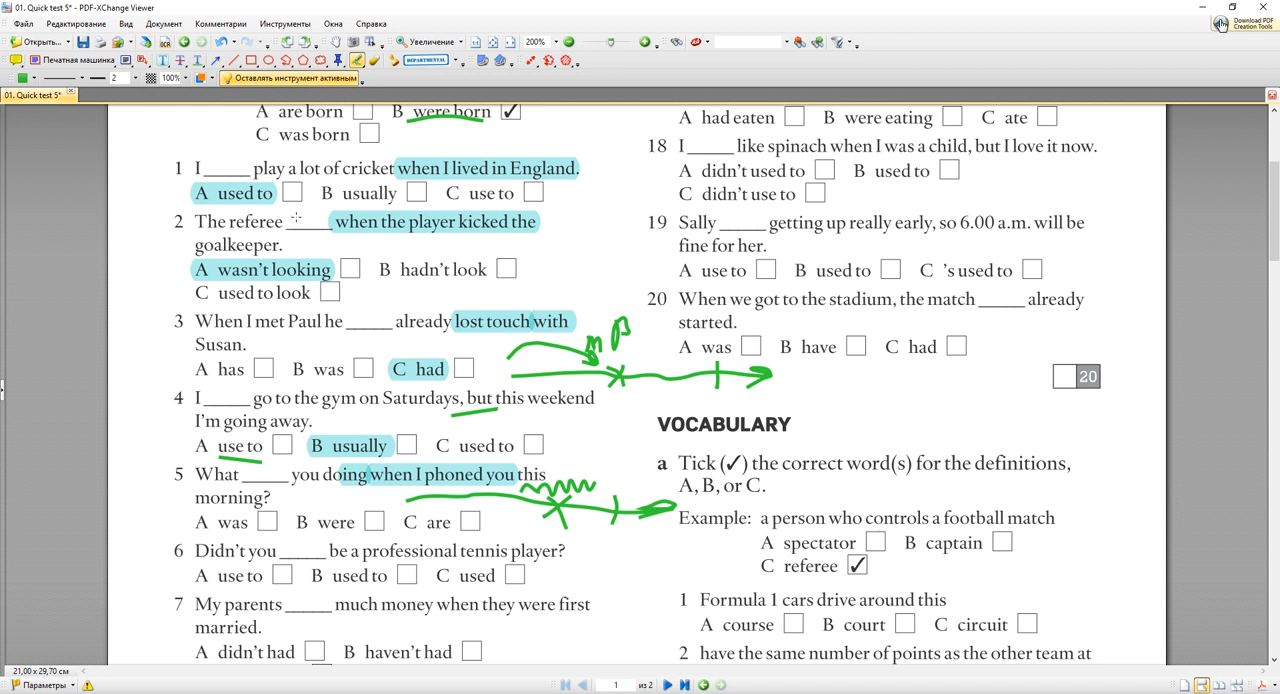 01. Quick test 5* - PDF-XChange Viewer
Файл Редактирование Вид Документ Комментарии Инструменты Окна Справка
Download PDF
Creation Tools
Открыть... OCR Увеличение 200%
Печатная машинка DEPARTMENTAL
2 100% Оставлять инструмент активным
01. Quick test 5*
A are born B were born ✓
C was born
1 I _____ play a lot of cricket when I lived in England.
A used to B usually C use to
2 The referee _____ when the player kicked the
goalkeeper.
A wasn't looking B hadn't look
C used to look
3 When I met Paul he _____ already lost touch with
Susan.
A has B was C had
4 I _____ go to the gym on Saturdays, but this weekend
I'm going away.
A use to B usually C used to
5 What _____ you doing when I phoned you this
morning?
A was B were C are
6 Didn't you _____ be a professional tennis player?
A use to B used to C used
7 My parents _____ much money when they were first
married.
A didn't had B haven't had
A had eaten B were eating C ate
18 I _____ like spinach when I was a child, but I love it now.
A didn't used to B used to
C didn't use to
19 Sally _____ getting up really early, so 6.00 a.m. will be
fine for her.
A use to B used to C 's used to
20 When we got to the stadium, the match _____ already
started.
A was B have C had
20
VOCABULARY
a Tick (✓) the correct word(s) for the definitions,
A, B, or C.
Example: a person who controls a football match
A spectator B captain
C referee ✓
1 Formula 1 cars drive around this
A course B court C circuit
2 have the same number of points as the other team at
21,00 x 29,70 см
Параметры 1 из 2